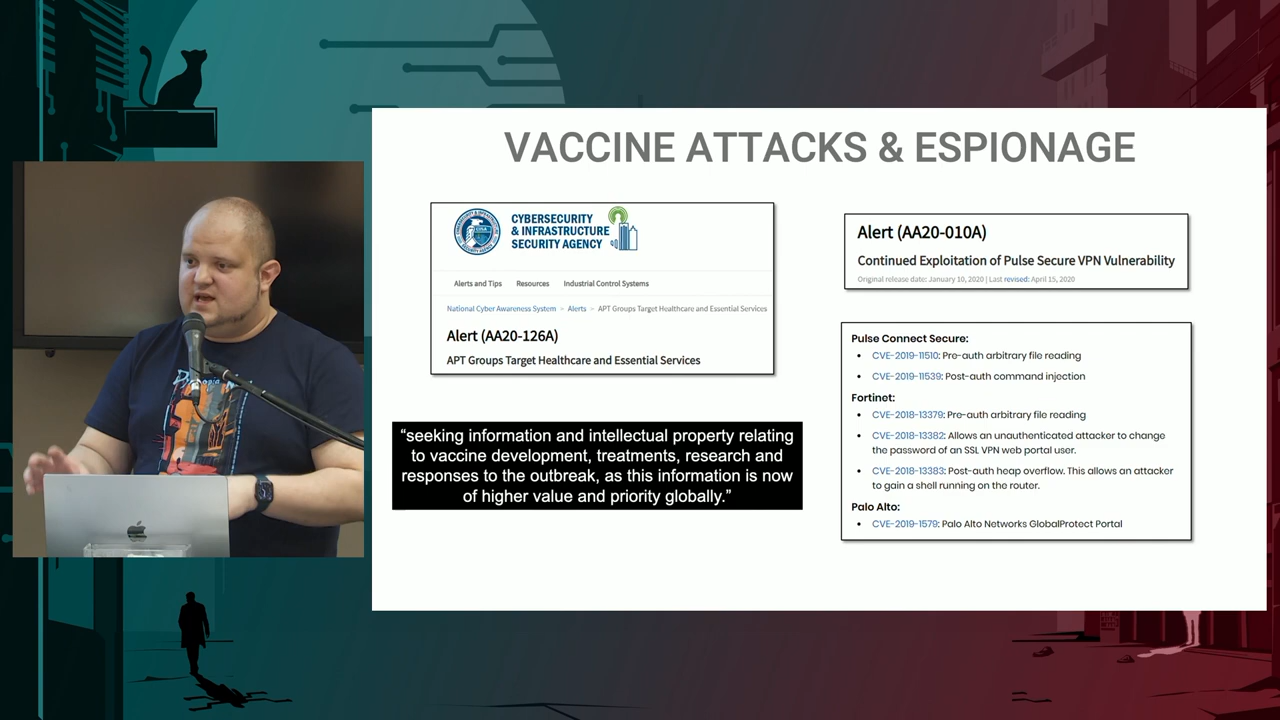 VACCINE ATTACKS & ESPIONAGE
CYBERSECURITY
& INFRASTRUCTURE
SECURITY AGENCY
Alerts and Tips Resources Industrial Control Systems
National Cyber Awareness System > Alerts > APT Groups Target Healthcare and Essential Services
Alert (AA20-126A)
APT Groups Target Healthcare and Essential Services
“seeking information and intellectual property relating
to vaccine development, treatments, research and
responses to the outbreak, as this information is now
of higher value and priority globally.”
Alert (AA20-010A)
Continued Exploitation of Pulse Secure VPN Vulnerability
Original release date: January 10, 2020 | Last revised: April 15, 2020
Pulse Connect Secure:
• CVE-2019-11510: Pre-auth arbitrary file reading
• CVE-2019-11539: Post-auth command injection
Fortinet:
• CVE-2018-13379: Pre-auth arbitrary file reading
• CVE-2018-13382: Allows an unauthenticated attacker to change
the password of an SSL VPN web portal user.
• CVE-2018-13383: Post-auth heap overflow. This allows an attacker
to gain a shell running on the router.
Palo Alto:
• CVE-2019-1579: Palo Alto Networks GlobalProtect Portal